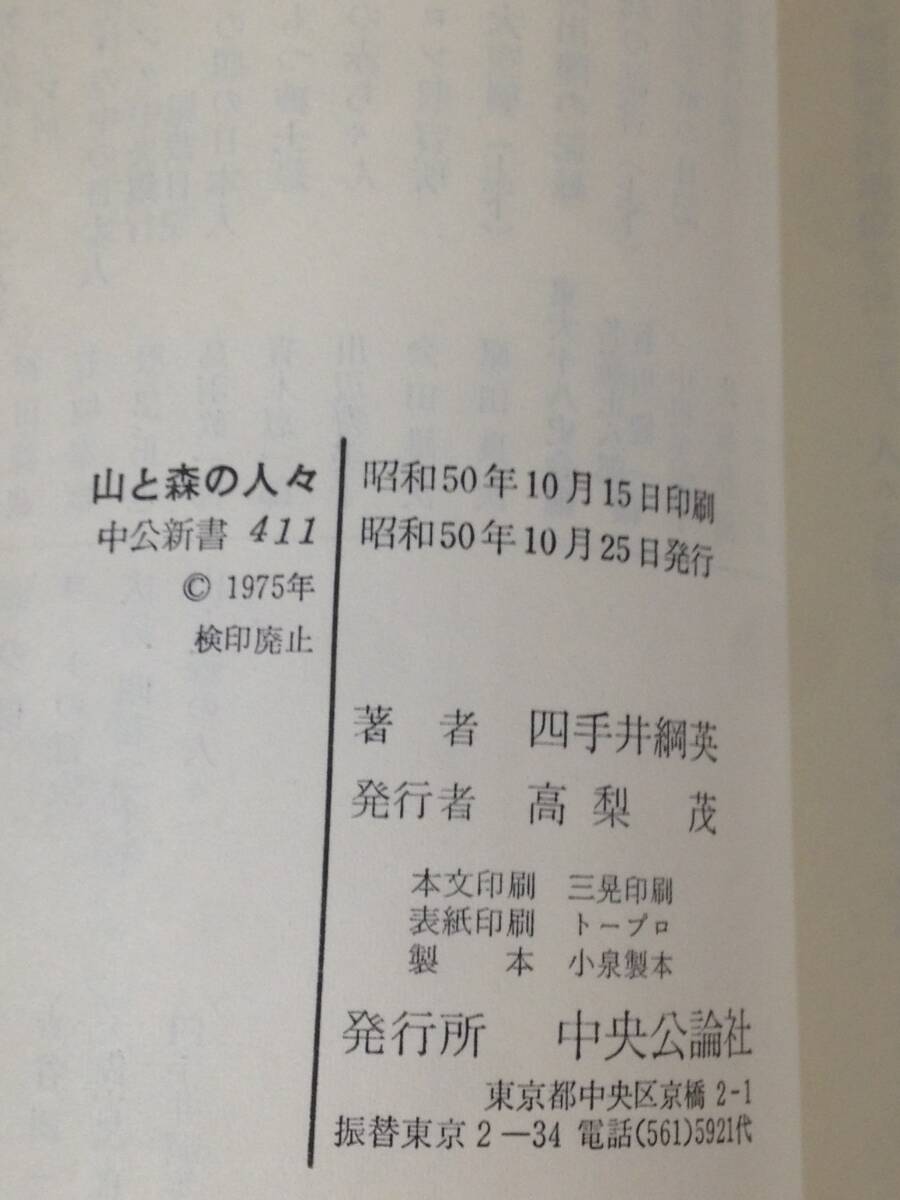 山と森の人々
中公新書 411
© 1975年
検印廃止
昭和50年10月15日印刷
昭和50年10月25日発行
著者 四手井綱英
発行者 高梨茂
本文印刷 三晃印刷
表紙印刷 トープロ
製本 小泉製本
発行所 中央公論社
東京都中央区京橋 2-1
振替東京2―34 電話(561)5921代